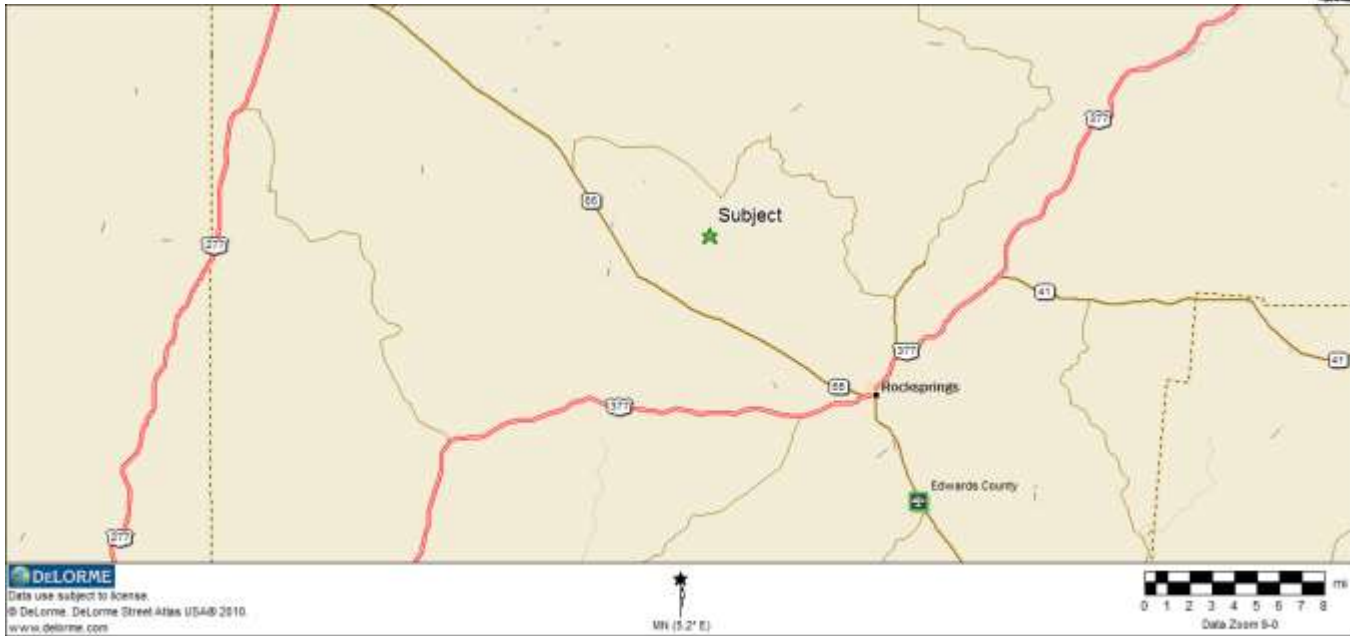 277
377
55
Subject
277
41
377
41
55
Rocksprings
377
Edwards County
277
DELORME
Data use subject to license.
© DeLorme. DeLorme Street Atlas USA® 2010.
www.delorme.com
MN (5.2° E)
mi
0 1 2 3 4 5 6 7 8
Data Zoom 9-0